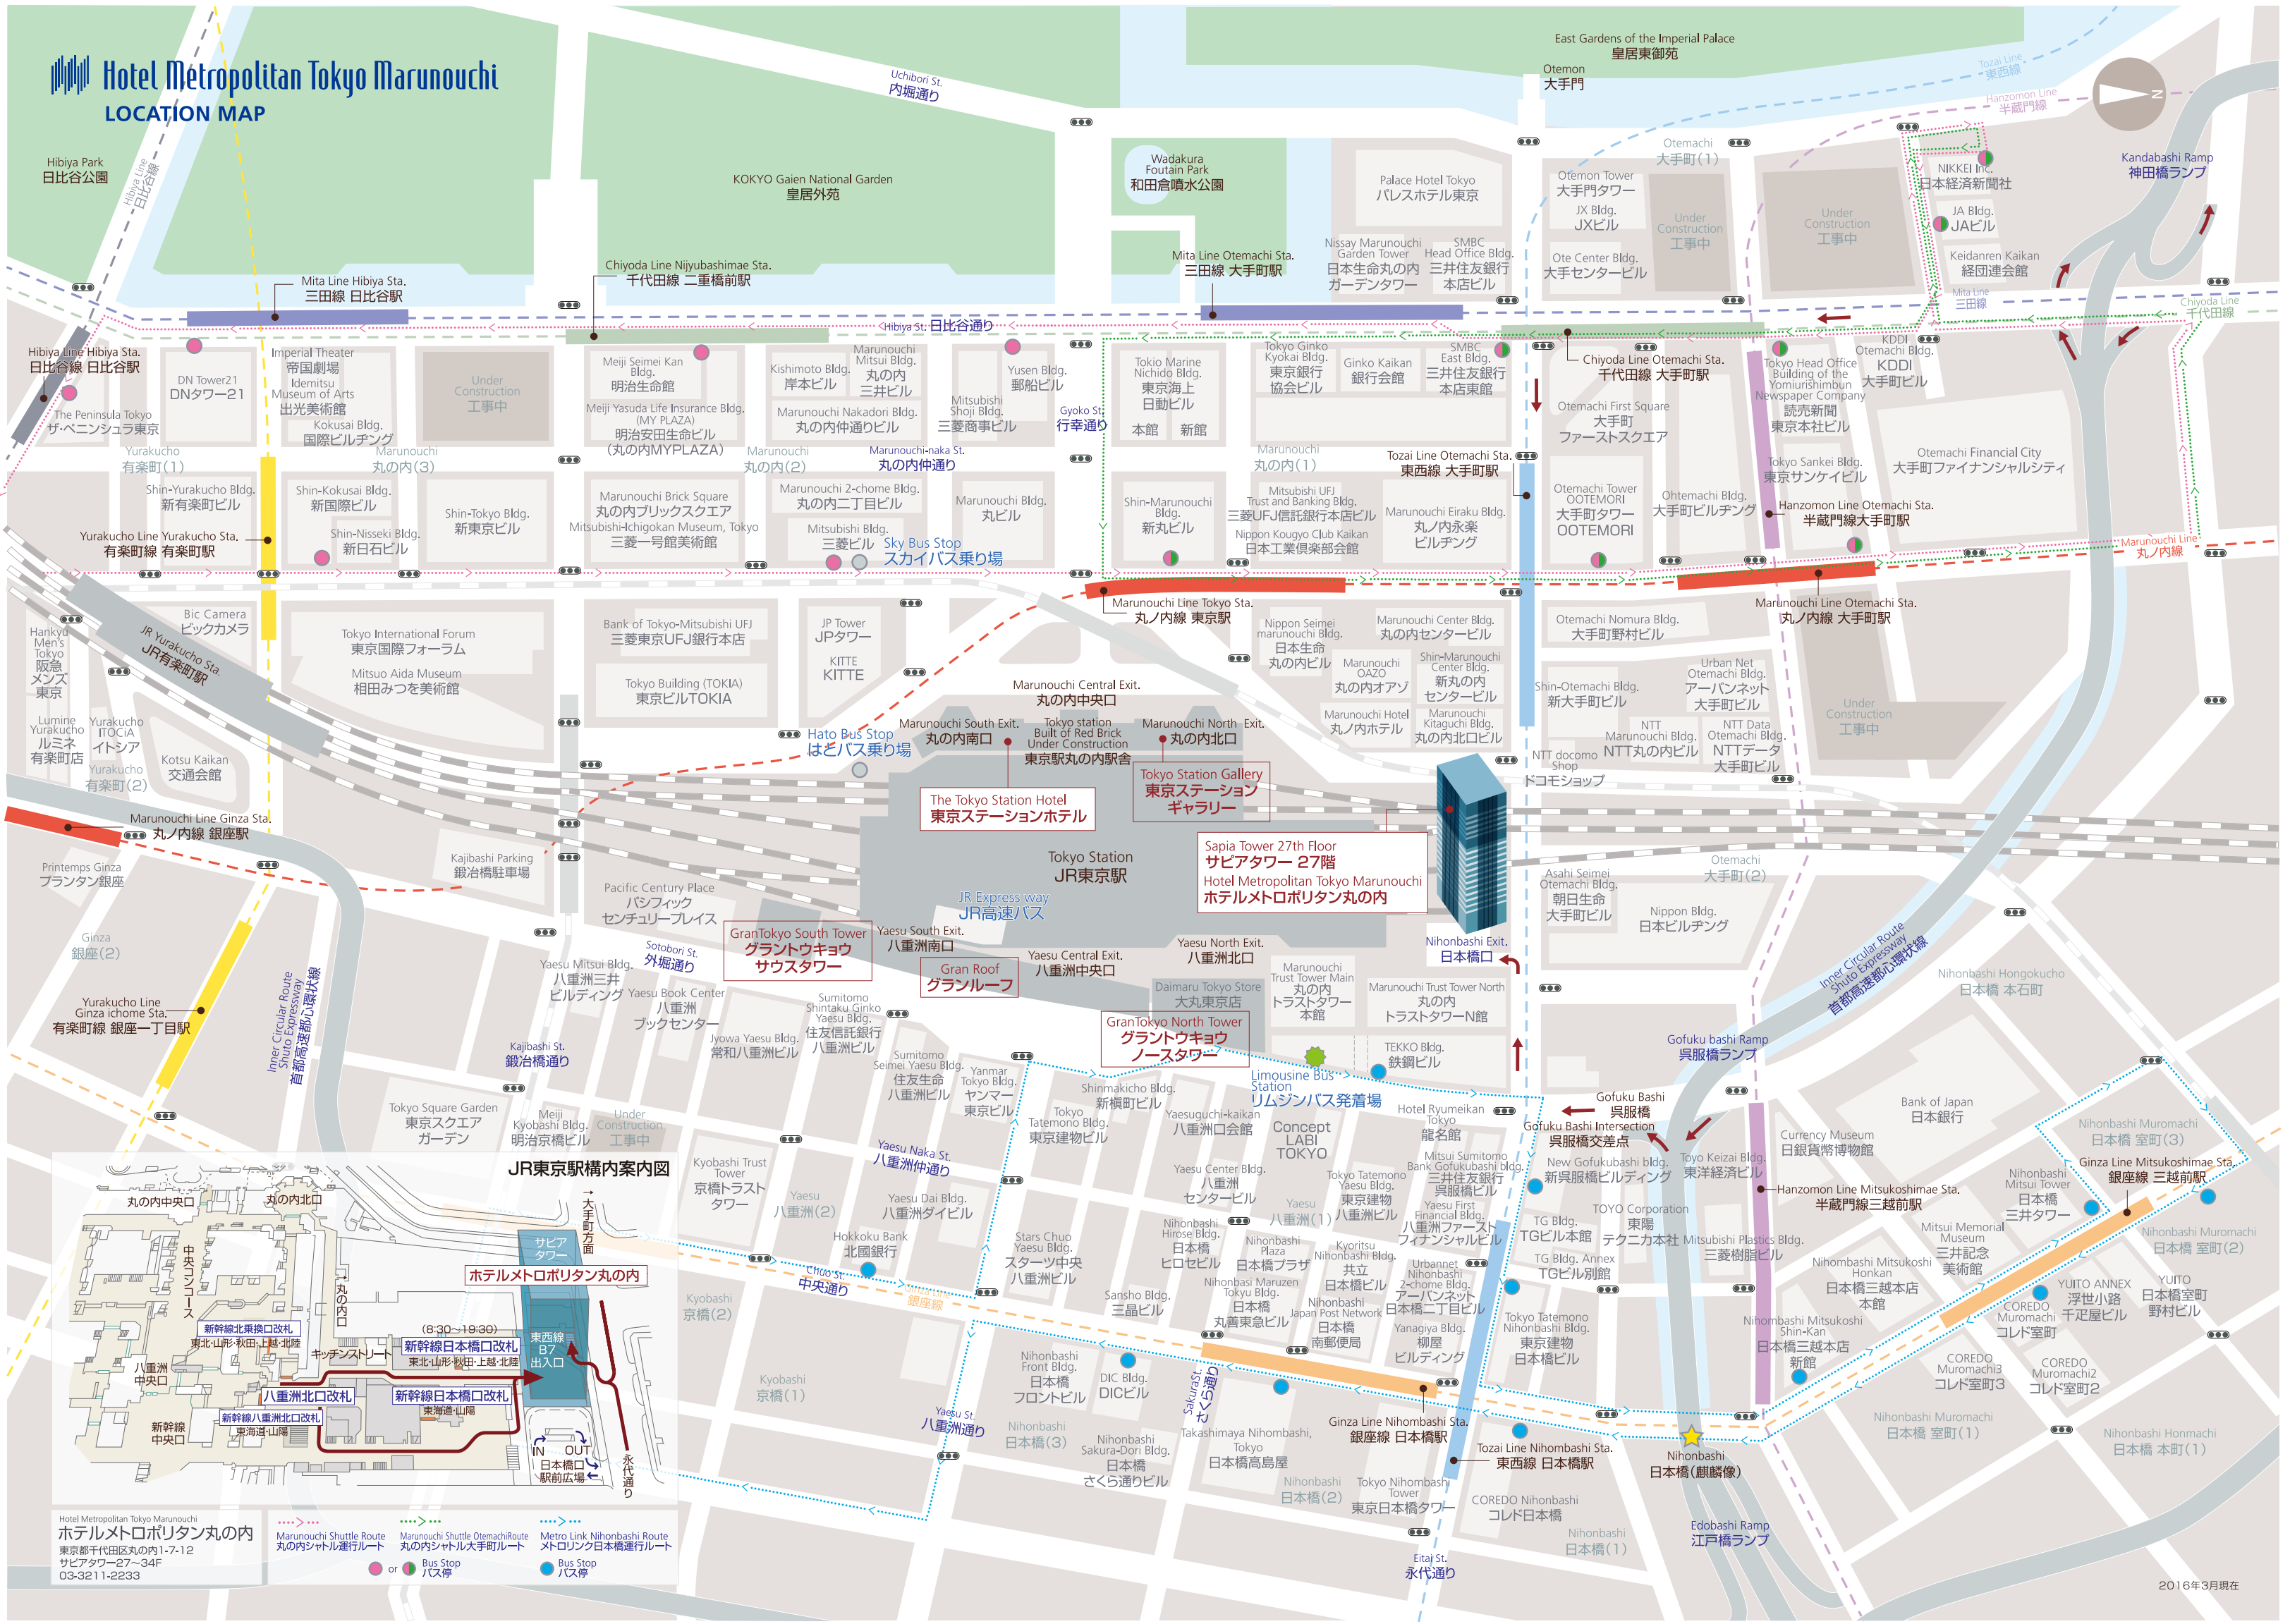 Hotel Metropolitan Tokyo Marunouchi
LOCATION MAP
Hibiya Park
日比谷公園
Hibiya Line
日比谷線
Uchibori St.
内堀通り
KOKYO Gaien National Garden
皇居外苑
Wadakura
Foutain Park
和田倉噴水公園
East Gardens of the Imperial Palace
皇居東御苑
Otemon
大手門
Tozai Line
東西線
Hanzomon Line
半蔵門線
N
Kandabashi Ramp
神田橋ランプ
Palace Hotel Tokyo
パレスホテル東京
Otemachi
大手町(1)
Otemon Tower
大手門タワー
JX Bldg.
JXビル
Under
Construction
工事中
Under
Construction
工事中
NIKKEI Inc.
日本経済新聞社
JA Bldg.
JAビル
Keidanren Kaikan
経団連会館
Nissay Marunouchi
Garden Tower
日本生命丸の内
ガーデンタワー
SMBC
Head Office Bldg.
三井住友銀行
本店ビル
Ote Center Bldg.
大手センタービル
Mita Line Hibiya Sta.
三田線 日比谷駅
Chiyoda Line Nijyubashimae Sta.
千代田線 二重橋前駅
Mita Line Otemachi Sta.
三田線 大手町駅
Mita Line
三田線
Chiyoda Line
千代田線
Hibiya St. 日比谷通り
Hibiya Line Hibiya Sta.
日比谷線 日比谷駅
The Peninsula Tokyo
ザ・ペニンシュラ東京
DN Tower21
DNタワー21
Imperial Theater
帝国劇場
Idemitsu
Museum of Arts
出光美術館
Kokusai Bldg.
国際ビルヂング
Under
Construction
工事中
Meiji Seimei Kan
Bldg.
明治生命館
Meiji Yasuda Life Insurance Bldg.
(MY PLAZA)
明治安田生命ビル
(丸の内MYPLAZA)
Kishimoto Bldg.
岸本ビル
Marunouchi
Mitsui Bldg.
丸の内
三井ビル
Marunouchi Nakadori Bldg.
丸の内仲通りビル
Yusen Bldg.
郵船ビル
Mitsubishi
Shoji Bldg.
三菱商事ビル
Gyoko St.
行幸通り
Tokio Marine
Nichido Bldg.
東京海上
日動ビル
本館
新館
Tokyo Ginko
Kyokai Bldg.
東京銀行
協会ビル
Ginko Kaikan
銀行会館
SMBC
East Bldg.
三井住友銀行
本店東館
Chiyoda Line Otemachi Sta.
千代田線 大手町駅
Otemachi First Square
大手町
ファーストスクエア
Tokyo Head Office
Building of the
Yomiurishimbun
Newspaper Company
読売新聞
東京本社ビル
KDDI
Otemachi Bldg.
KDDI
大手町ビル
Otemachi Financial City
大手町ファイナンシャルシティ
Yurakucho
有楽町(1)
Marunouchi
丸の内(3)
Marunouchi
丸の内(2)
Marunouchi-naka St.
丸の内仲通り
Marunouchi
丸の内(1)
Tozai Line Otemachi Sta.
東西線 大手町駅
Tokyo Sankei Bldg.
東京サンケイビル
Shin-Yurakucho Bldg.
新有楽町ビル
Shin-Kokusai Bldg.
新国際ビル
Shin-Nisseki Bldg.
新日石ビル
Shin-Tokyo Bldg.
新東京ビル
Marunouchi Brick Square
丸の内ブリックスクエア
Mitsubishi-Ichigokan Museum, Tokyo
三菱一号館美術館
Marunouchi 2-chome Bldg.
丸の内二丁目ビル
Mitsubishi Bldg.
三菱ビル
Sky Bus Stop
スカイバス乗り場
Marunouchi Bldg.
丸ビル
Shin-Marunouchi
Bldg.
新丸ビル
Mitsubishi UFJ
Trust and Banking Bldg.
三菱UFJ信託銀行本店ビル
Nippon Kougyo Club Kaikan
日本工業倶楽部会館
Marunouchi Eiraku Bldg.
丸ノ内永楽
ビルヂング
Otemachi Tower
OOTEMORI
大手町タワー
OOTEMORI
Ohtemachi Bldg.
大手町ビルヂング
Hanzomon Line Otemachi Sta.
半蔵門線大手町駅
Yurakucho Line Yurakucho Sta.
有楽町線 有楽町駅
Marunouchi Line
丸ノ内線
Marunouchi Line Tokyo Sta.
丸ノ内線 東京駅
Marunouchi Line Otemachi Sta.
丸ノ内線 大手町駅
Hankyu
Men's
Tokyo
阪急
メンズ
東京
Bic Camera
ビックカメラ
JR Yurakucho Sta.
JR有楽町駅
Tokyo International Forum
東京国際フォーラム
Mitsuo Aida Museum
相田みつを美術館
Bank of Tokyo-Mitsubishi UFJ
三菱東京UFJ銀行本店
Tokyo Building (TOKIA)
東京ビルTOKIA
JP Tower
JPタワー
KITTE
KITTE
Nippon Seimei
marunouchi Bldg.
日本生命
丸の内ビル
Marunouchi Center Bldg.
丸の内センタービル
Marunouchi
OAZO
丸の内オアゾ
Shin-Marunouchi
Center Bldg.
新丸の内
センタービル
Marunouchi Hotel
丸ノ内ホテル
Marunouchi
Kitaguchi Bldg.
丸の内北口ビル
Otemachi Nomura Bldg.
大手町野村ビル
Shin-Otemachi Bldg.
新大手町ビル
Urban Net
Otemachi Bldg.
アーバンネット
大手町ビル
NTT
Marunouchi Bldg.
NTT丸の内ビル
NTT Data
Otemachi Bldg.
NTTデータ
大手町ビル
NTT docomo
Shop
ドコモショップ
Under
Construction
工事中
Lumine
Yurakucho
ルミネ
有楽町店
Yurakucho
ITOCiA
イトシア
Yurakucho
有楽町(2)
Kotsu Kaikan
交通会館
Hato Bus Stop
はとバス乗り場
Marunouchi Central Exit.
丸の内中央口
Marunouchi South Exit.
丸の内南口
Tokyo station
Built of Red Brick
Under Construction
東京駅丸の内駅舎
Marunouchi North Exit.
丸の内北口
The Tokyo Station Hotel
東京ステーションホテル
Tokyo Station Gallery
東京ステーション
ギャラリー
Tokyo Station
JR東京駅
Sapia Tower 27th Floor
サピアタワー 27階
Hotel Metropolitan Tokyo Marunouchi
ホテルメトロポリタン丸の内
Marunouchi Line Ginza Sta.
丸ノ内線 銀座駅
Printemps Ginza
プランタン銀座
Kajibashi Parking
鍛冶橋駐車場
Pacific Century Place
パシフィック
センチュリープレイス
JR Express way
JR高速バス
Asahi Seimei
Otemachi Bldg.
朝日生命
大手町ビル
Otemachi
大手町(2)
Nippon Bldg.
日本ビルヂング
Ginza
銀座(2)
Sotobori St.
外堀通り
GranTokyo South Tower
グラントウキョウ
サウスタワー
Yaesu South Exit.
八重洲南口
Gran Roof
グランルーフ
Yaesu Central Exit.
八重洲中央口
Yaesu North Exit.
八重洲北口
Nihonbashi Exit.
日本橋口
Daimaru Tokyo Store
大丸東京店
GranTokyo North Tower
グラントウキョウ
ノースタワー
Marunouchi
Trust Tower Main
丸の内
トラストタワー
本館
Marunouchi Trust Tower North
丸の内
トラストタワーN館
TEKKO Bldg.
鉄鋼ビル
Limousine Bus
Station
リムジンバス発着場
Inner Circular Route
Shuto Expressway
首都高速都心環状線
Nihonbashi Hongokucho
日本橋 本石町
Yurakucho Line
Ginza ichome Sta.
有楽町線 銀座一丁目駅
Inner Circular Route
Shuto Expressway
首都高速都心環状線
Kajibashi St.
鍛冶橋通り
Yaesu Mitsui Bldg.
八重洲三井
ビルディング
Yaesu Book Center
八重洲
ブックセンター
Jyowa Yaesu Bldg.
常和八重洲ビル
Sumitomo
Shintaku Ginko
Yaesu Bldg.
住友信託銀行
八重洲ビル
Sumitomo
Seimei Yaesu Bldg.
住友生命
八重洲ビル
Yanmar
Tokyo Bldg.
ヤンマー
東京ビル
Tokyo Square Garden
東京スクエア
ガーデン
Meiji
Kyobashi Bldg.
明治京橋ビル
Under
Construction
工事中
Shinmakicho Bldg.
新槇町ビル
Tokyo
Tatemono Bldg.
東京建物ビル
Yaesuguchi-kaikan
八重洲口会館
Concept
LABI
TOKYO
Hotel Ryumeikan
Tokyo
龍名館
Gofuku Bashi
呉服橋
Gofuku Bashi Intersection
呉服橋交差点
Gofuku bashi Ramp
呉服橋ランプ
Bank of Japan
日本銀行
Currency Museum
日銀貨幣博物館
Toyo Keizai Bldg.
東洋経済ビル
Nihonbashi Muromachi
日本橋 室町(3)
Ginza Line Mitsukoshimae Sta.
銀座線 三越前駅
Yaesu Naka St.
八重洲仲通り
Kyobashi Trust
Tower
京橋トラスト
タワー
Yaesu
八重洲(2)
Yaesu Dai Bldg.
八重洲ダイビル
Hokkoku Bank
北國銀行
Yaesu Center Bldg.
八重洲
センタービル
Tokyo Tatemono
Yaesu Bldg.
東京建物
八重洲ビル
Mitsui Sumitomo
Bank Gofukubashi bldg.
三井住友銀行
呉服橋ビル
New Gofukubashi bldg.
新呉服橋ビルディング
Yaesu
八重洲(1)
Yaesu First
Financial Bldg.
八重洲ファースト
フィナンシャルビル
TG Bldg.
TGビル本館
TG Bldg. Annex
TGビル別館
TOYO Corporation
東陽
テクニカ本社
Mitsubishi Plastics Bldg.
三菱樹脂ビル
Hanzomon Line Mitsukoshimae Sta.
半蔵門線三越前駅
Nihonbashi
Mitsui Tower
日本橋
三井タワー
Mitsui Memorial
Museum
三井記念
美術館
Nihonbashi Muromachi
日本橋 室町(2)
Nihombashi Mitsukoshi
Honkan
日本橋三越本店
本館
Nihombashi Mitsukoshi
Shin-Kan
日本橋三越本店
新館
YUITO ANNEX
浮世小路
千疋屋ビル
YUITO
日本橋室町
野村ビル
COREDO
Muromachi
コレド室町
COREDO
Muromachi3
コレド室町3
COREDO
Muromachi2
コレド室町2
Stars Chuo
Yaesu Bldg.
スターツ中央
八重洲ビル
Nihonbashi
Hirose Bldg.
日本橋
ヒロセビル
Nihonbashi
Plaza
日本橋プラザ
Kyoritsu
Nihonbashi Bldg.
共立
日本橋ビル
Urbannet
Nihonbashi
2-chome Bldg.
アーバンネット
日本橋二丁目ビル
Nihonbasi Maruzen
Tokyu Bldg.
日本橋
丸善東急ビル
Nihonbashi
Japan Post Network
日本橋
南郵便局
Yanagiya Bldg.
柳屋
ビルディング
Tokyo Tatemono
Nihonbashi Bldg.
東京建物
日本橋ビル
Chuo St.
中央通り
銀座線
Sansho Bldg.
三晶ビル
Kyobashi
京橋(2)
Kyobashi
京橋(1)
Nihonbashi
Front Bldg.
日本橋
フロントビル
DIC Bldg.
DICビル
Sakura St.
さくら通り
Yaesu St.
八重洲通り
Nihonbashi
日本橋(3)
Nihonbashi
Sakura-Dori Bldg.
日本橋
さくら通りビル
Takashimaya Nihombashi,
Tokyo
日本橋高島屋
Ginza Line Nihombashi Sta.
銀座線 日本橋駅
Tozai Line Nihombashi Sta.
東西線 日本橋駅
Nihonbashi
日本橋(麒麟像)
Nihonbashi Muromachi
日本橋 室町(1)
Nihonbashi Honmachi
日本橋 本町(1)
Nihonbashi
日本橋(2)
Tokyo Nihombashi
Tower
東京日本橋タワー
COREDO Nihonbashi
コレド日本橋
Nihonbashi
日本橋(1)
Edobashi Ramp
江戸橋ランプ
Eitai St.
永代通り
2016年3月現在
JR東京駅構内案内図
丸の内中央口
丸の内北口
中央コンコース
丸の内口
→大手町方面
サピア
タワー
ホテルメトロポリタン丸の内
新幹線北乗換口改札
東北・山形・秋田・上越・北陸
キッチンストリート
(8:30〜19:30)
新幹線日本橋口改札
東北・山形・秋田・上越・北陸
東西線
B7
出入口
八重洲
中央口
八重洲北口改札
新幹線日本橋口改札
東海道・山陽
新幹線八重洲北口改札
東海道・山陽
新幹線
中央口
IN
OUT
日本橋口
駅前広場
永代通り
Hotel Metropolitan Tokyo Marunouchi
ホテルメトロポリタン丸の内
東京都千代田区丸の内1-7-12
サピアタワー27〜34F
03-3211-2233
Marunouchi Shuttle Route
丸の内シャトル運行ルート
Marunouchi Shuttle OtemachiRoute
丸の内シャトル大手町ルート
Metro Link Nihonbashi Route
メトロリンク日本橋運行ルート
or
Bus Stop
バス停
Bus Stop
バス停